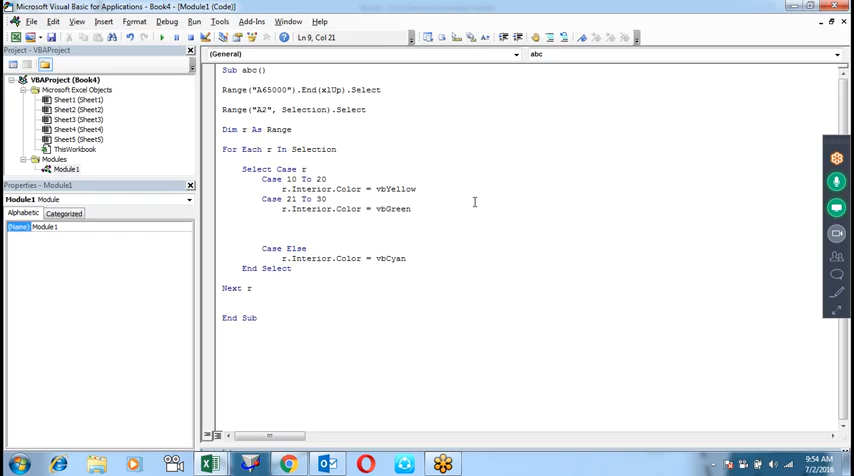 Microsoft Visual Basic for Applications - Book4 - [Module1 (Code)]
File Edit View Insert Format Debug Run Tools Add-Ins Window Help
Ln 9, Col 21
Project - VBAProject
(General)
abc
VBAProject (Book4)
Microsoft Excel Objects
Sheet1 (Sheet1)
Sheet2 (Sheet2)
Sheet3 (Sheet3)
Sheet4 (Sheet4)
Sheet5 (Sheet5)
ThisWorkbook
Modules
Module1
Properties - Module1
Module1 Module
Alphabetic Categorized
(Name) Module1
Sub abc()
Range("A65000").End(xlUp).Select
Range("A2", Selection).Select
Dim r As Range
For Each r In Selection
Select Case r
Case 10 To 20
r.Interior.Color = vbYellow
Case 21 To 30
r.Interior.Color = vbGreen
Case Else
r.Interior.Color = vbCyan
End Select
Next r
End Sub
9:54 AM
7/2/2016